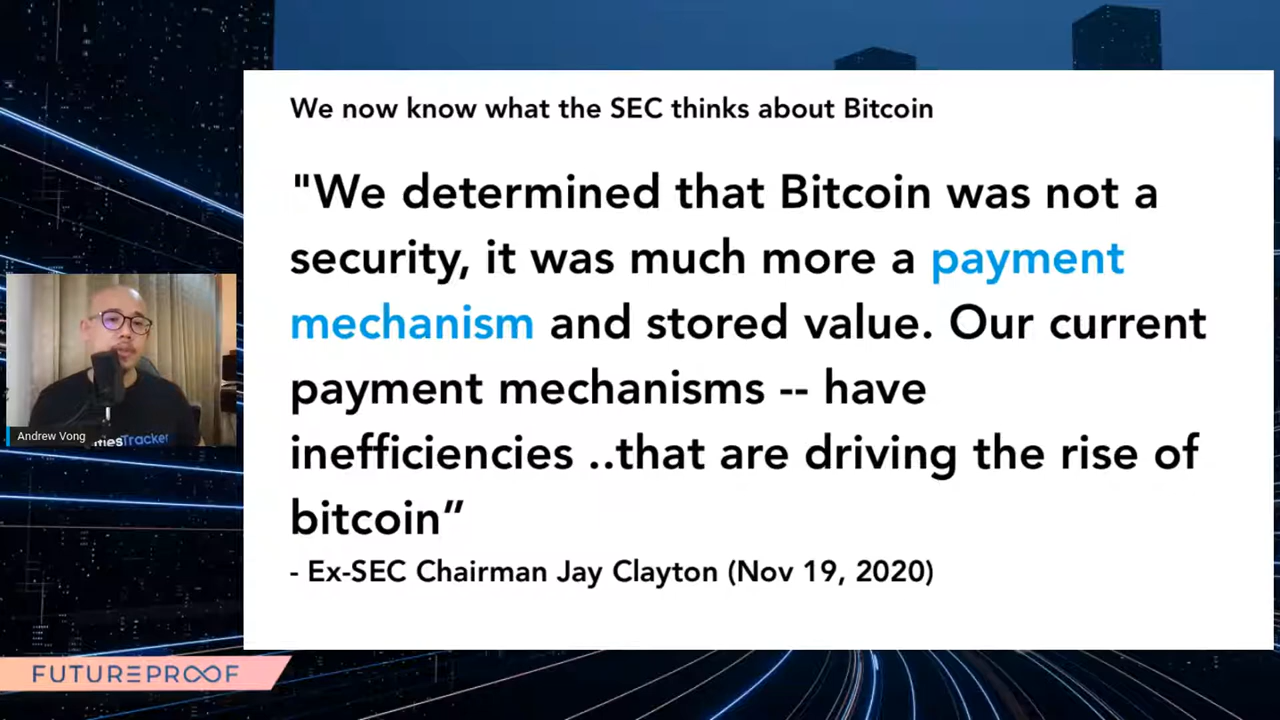 We now know what the SEC thinks about Bitcoin
"We determined that Bitcoin was not a
security, it was much more a payment
mechanism and stored value. Our current
payment mechanisms -- have
inefficiencies ..that are driving the rise of
bitcoin”
- Ex-SEC Chairman Jay Clayton (Nov 19, 2020)
Andrew Vong
Tracker
FUTUREPROOF